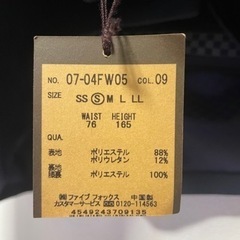 NO. 07-04FW05 COL.09
SIZE SS Ⓢ M L LL
WAIST HEIGHT
76 165
QUA.
表地 ポリエステル 88%
ポリウレタン 12%
裏地
ポリエステル 100%
㈱ファイブ フォックス 中国製
カスタマーサービス 0120-114563
4549243709135